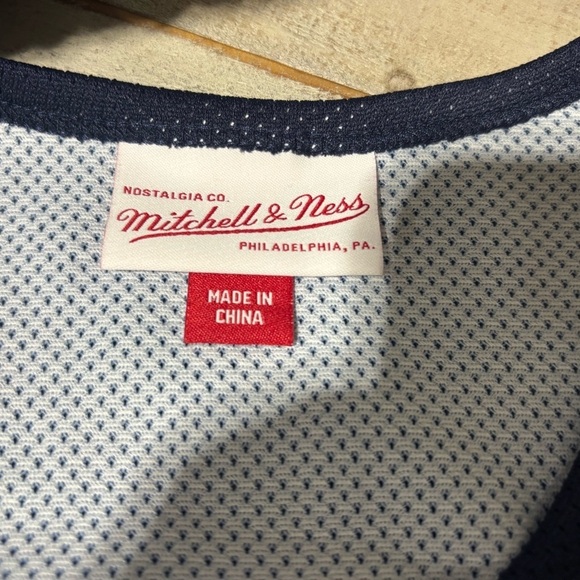 NOSTALGIA CO.
Mitchell & Ness
PHILADELPHIA, PA.
MADE IN
CHINA